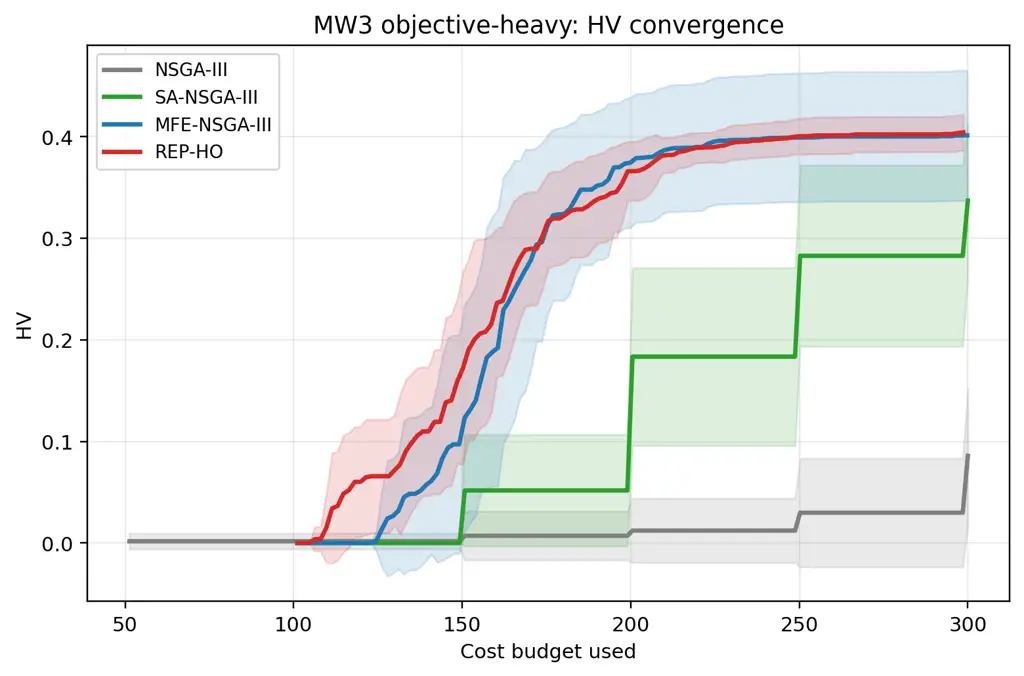 MW3 objective-heavy: HV convergence
NSGA-III
SA-NSGA-III
MFE-NSGA-III
REP-HO
HV
0.4
0.3
0.2
0.1
0.0
50
100
150
200
250
300
Cost budget used